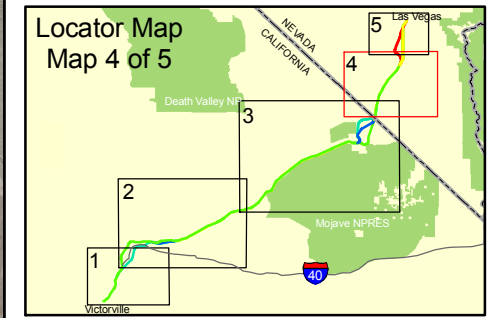 Locator Map
Map 4 of 5
5
Las Vegas
NEVADA
CALIFORNIA
4
Death Valley NP
3
2
Mojave NPRES
1
40
Victorville